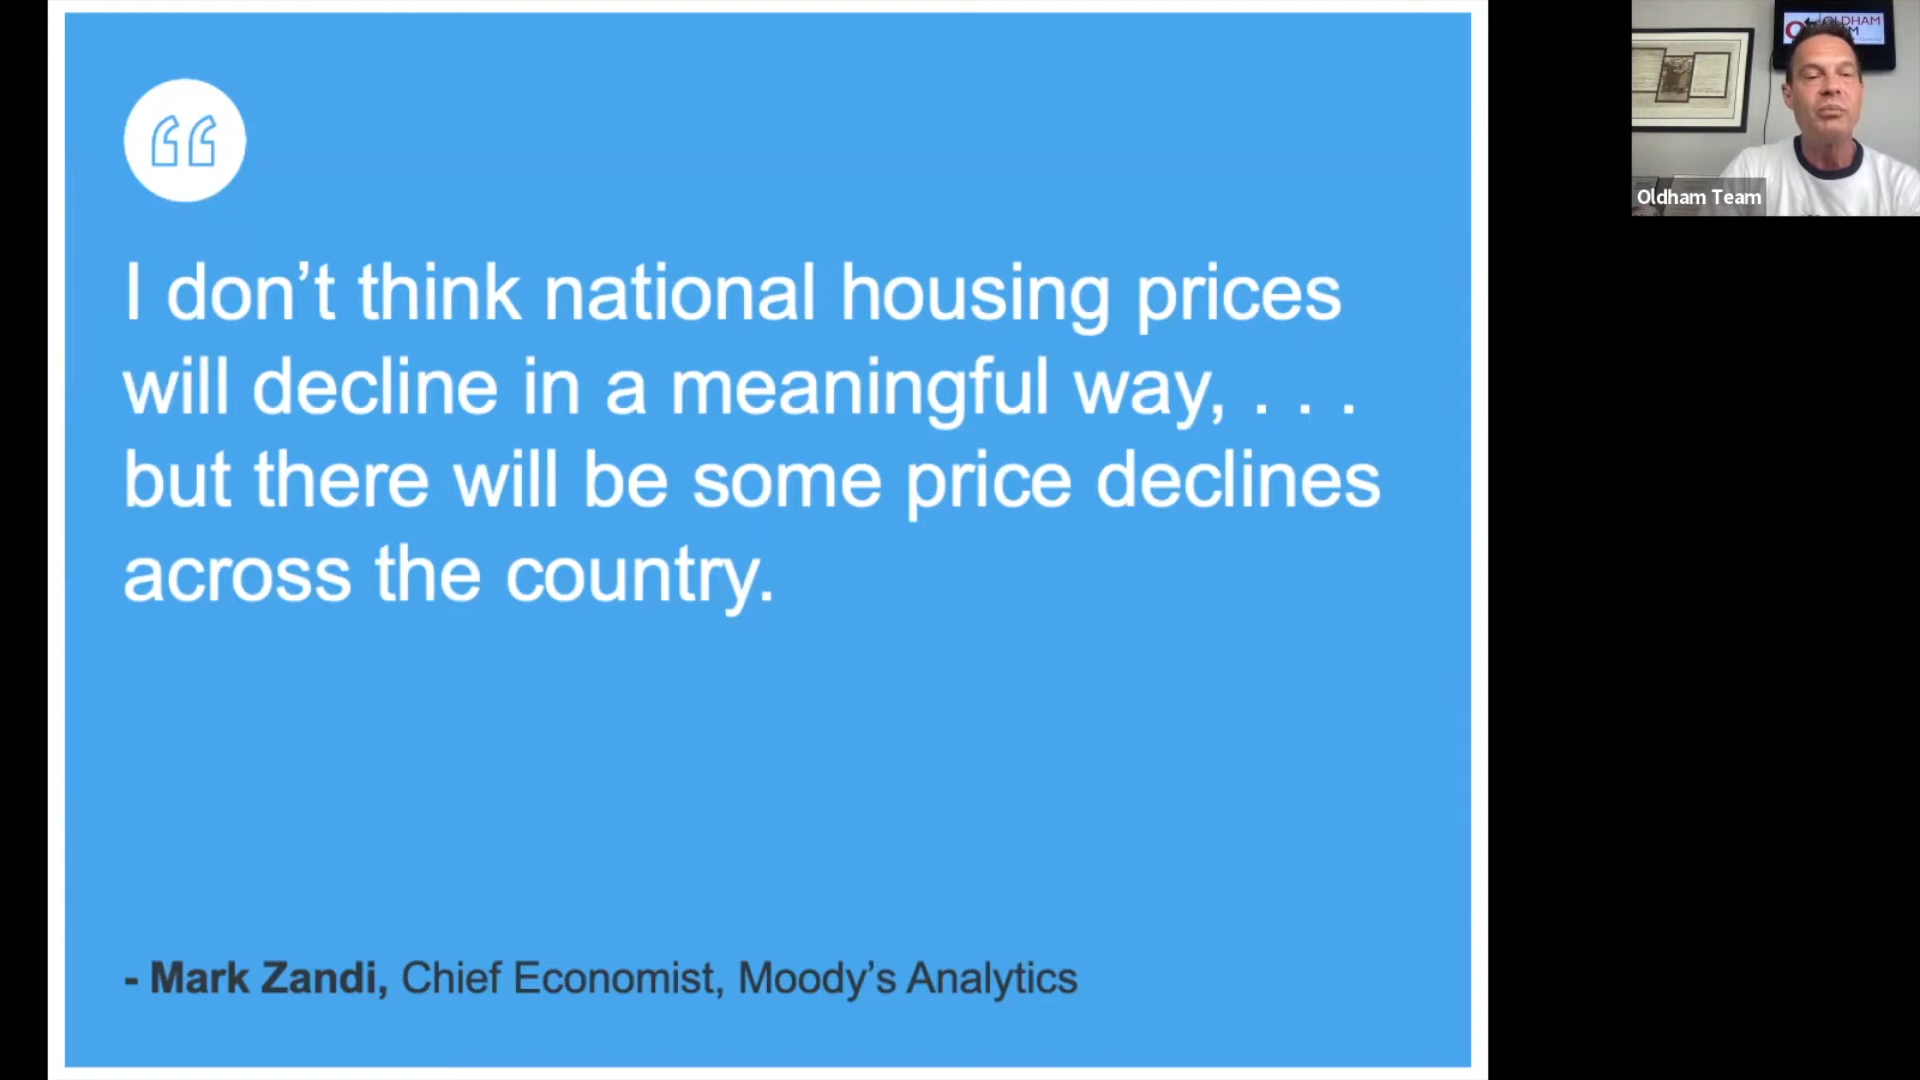 I don’t think national housing prices
will decline in a meaningful way, . . .
but there will be some price declines
across the country.
- Mark Zandi, Chief Economist, Moody’s Analytics
OLDHAM
Oldham Team